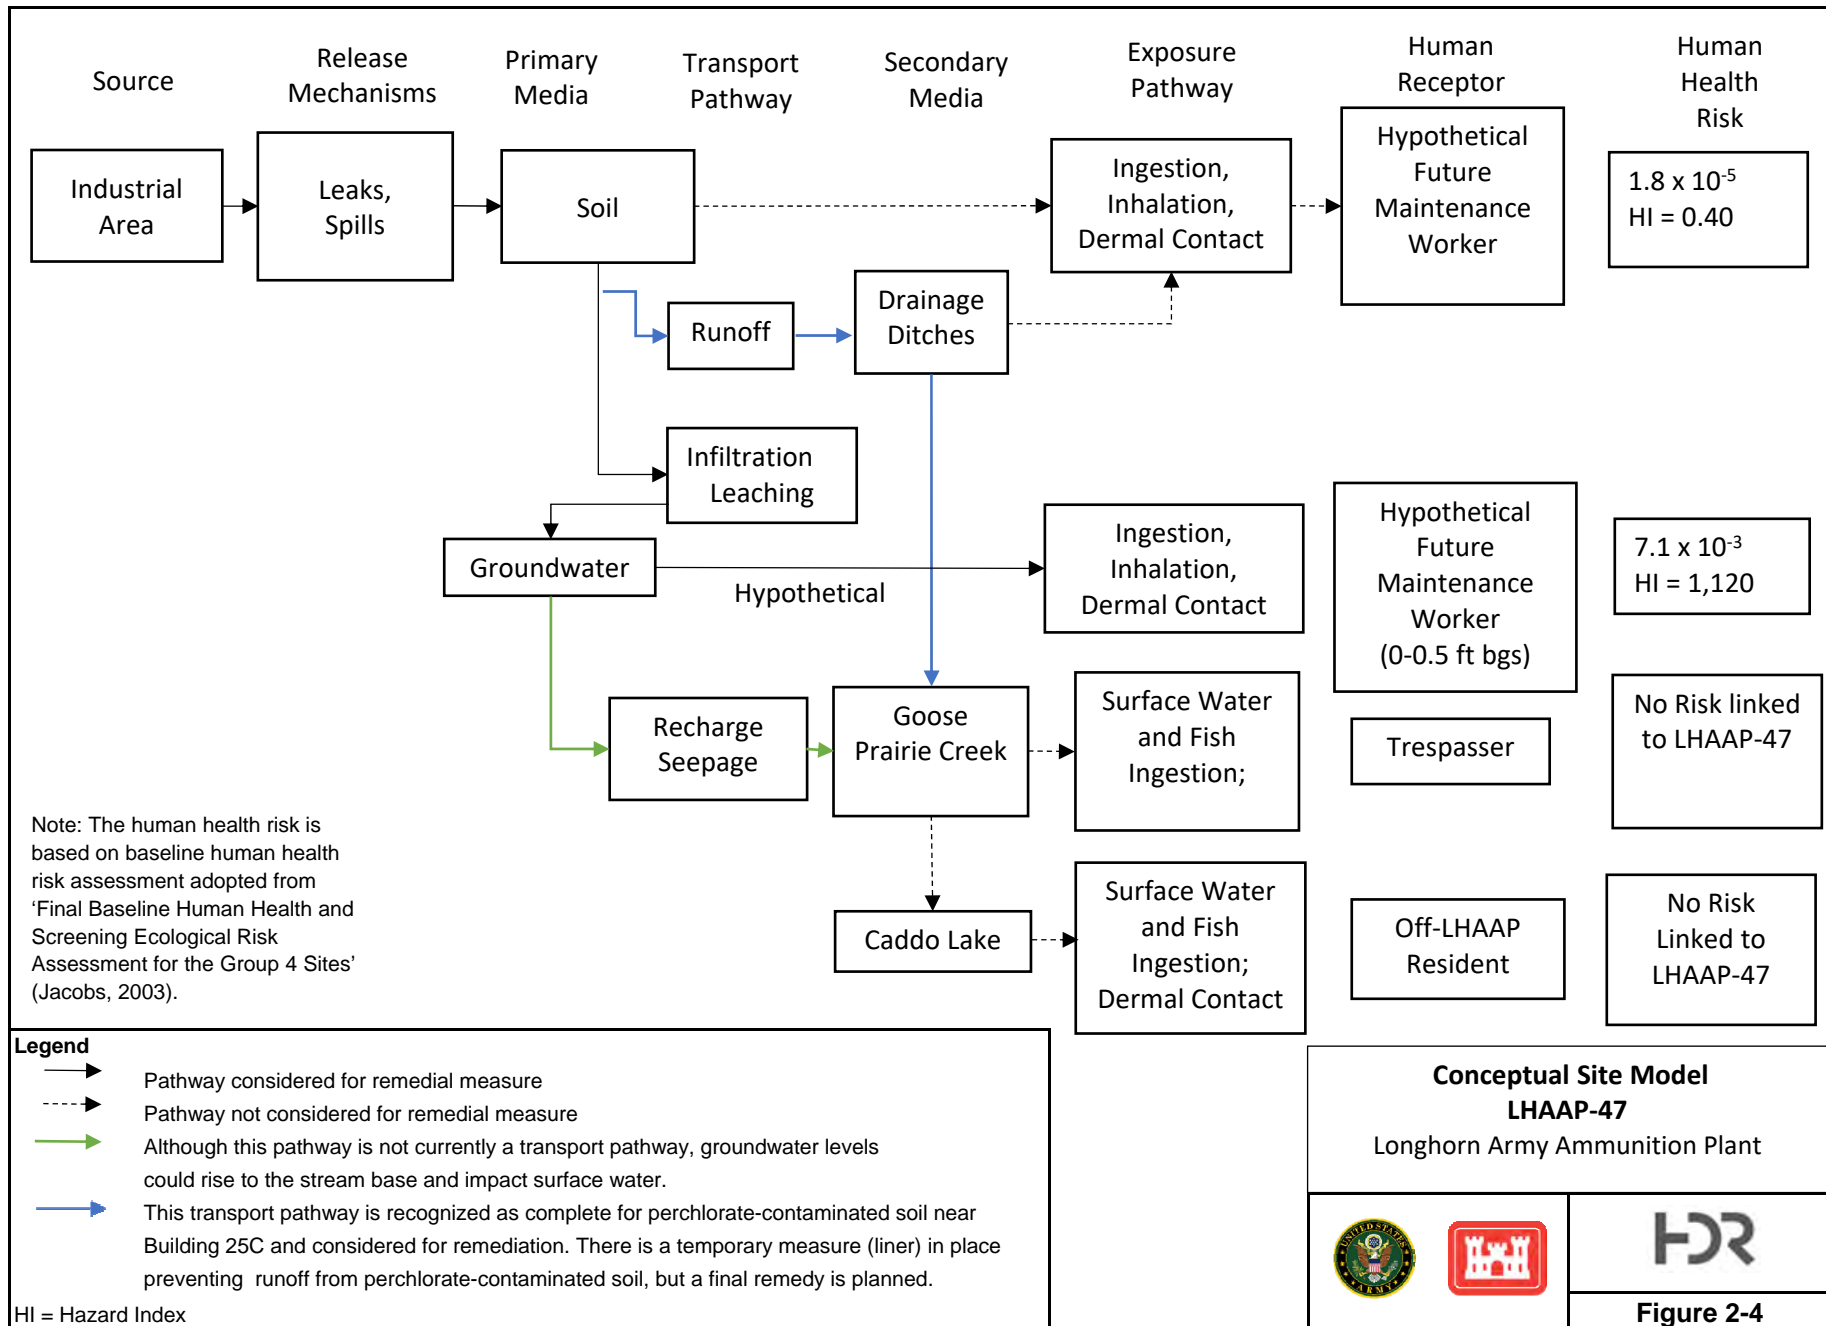 Source
Release
Mechanisms
Primary
Media
Transport
Pathway
Secondary
Media
Exposure
Pathway
Human
Receptor
Human
Health
Risk
Industrial
Area
Leaks,
Spills
Soil
Ingestion,
Inhalation,
Dermal Contact
Hypothetical
Future
Maintenance
Worker
1.8 x 10-5
HI = 0.40
Runoff
Drainage
Ditches
Infiltration
Leaching
Groundwater
Hypothetical
Ingestion,
Inhalation,
Dermal Contact
Hypothetical
Future
Maintenance
Worker
(0-0.5 ft bgs)
7.1 x 10-3
HI = 1,120
Recharge
Seepage
Goose
Prairie Creek
Surface Water
and Fish
Ingestion;
Trespasser
No Risk linked
to LHAAP-47
Caddo Lake
Surface Water
and Fish
Ingestion;
Dermal Contact
Off-LHAAP
Resident
No Risk
Linked to
LHAAP-47
Note: The human health risk is
based on baseline human health
risk assessment adopted from
‘Final Baseline Human Health and
Screening Ecological Risk
Assessment for the Group 4 Sites’
(Jacobs, 2003).
Legend
Pathway considered for remedial measure
Pathway not considered for remedial measure
Although this pathway is not currently a transport pathway, groundwater levels
could rise to the stream base and impact surface water.
This transport pathway is recognized as complete for perchlorate-contaminated soil near
Building 25C and considered for remediation. There is a temporary measure (liner) in place
preventing runoff from perchlorate-contaminated soil, but a final remedy is planned.
HI = Hazard Index
Conceptual Site Model
LHAAP-47
Longhorn Army Ammunition Plant
UNITED STATES
ARMY
HDR
Figure 2-4